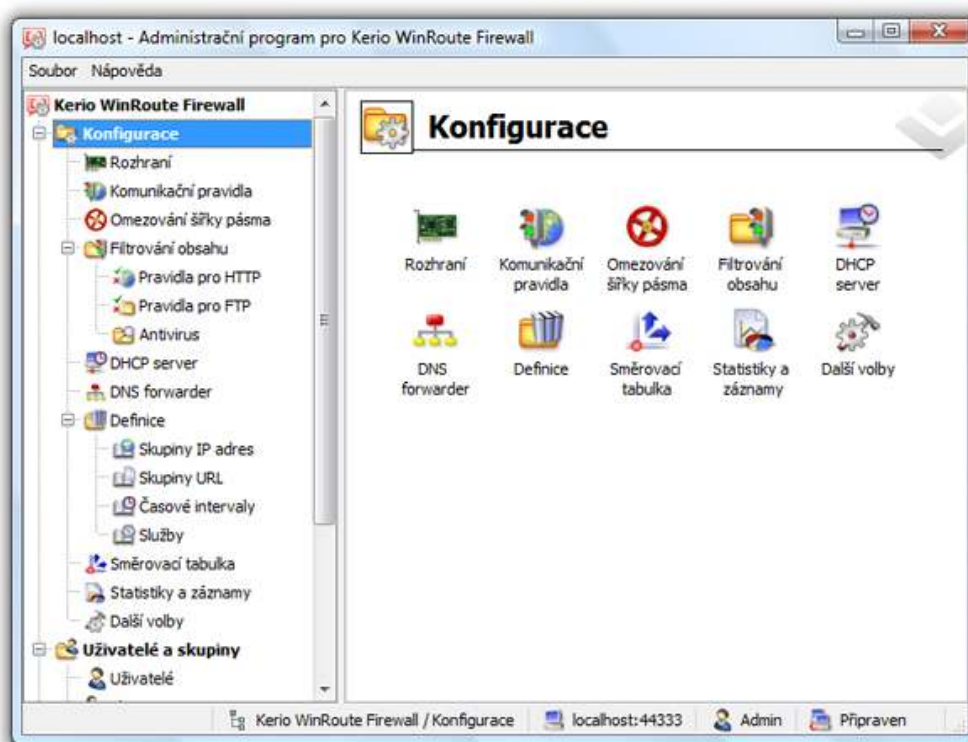 localhost - Administrační program pro Kerio WinRoute Firewall
Soubor Nápověda
Kerio WinRoute Firewall
Konfigurace
Rozhraní
Komunikační pravidla
Omezování šířky pásma
Filtrování obsahu
Pravidla pro HTTP
Pravidla pro FTP
Antivirus
DHCP server
DNS forwarder
Definice
Skupiny IP adres
Skupiny URL
Časové intervaly
Služby
Směrovací tabulka
Statistiky a záznamy
Další volby
Uživatelé a skupiny
Uživatelé
Konfigurace
Rozhraní
Komunikační
pravidla
Omezování
šířky pásma
Filtrování
obsahu
DHCP
server
DNS
forwarder
Definice
Směrovací
tabulka
Statistiky a
záznamy
Další volby
Kerio WinRoute Firewall / Konfigurace
localhost:44333
Admin
Připraven